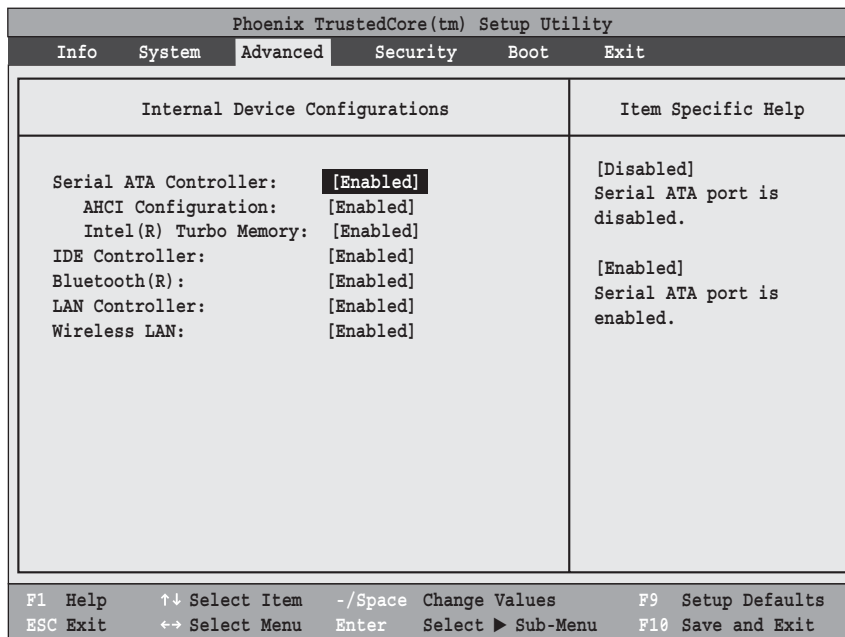 Phoenix TrustedCore(tm) Setup Utility
Info System Advanced Security Boot Exit
Internal Device Configurations
Item Specific Help
Serial ATA Controller: [Enabled]
AHCI Configuration: [Enabled]
Intel(R) Turbo Memory: [Enabled]
IDE Controller: [Enabled]
Bluetooth(R): [Enabled]
LAN Controller: [Enabled]
Wireless LAN: [Enabled]
[Disabled]
Serial ATA port is
disabled.
[Enabled]
Serial ATA port is
enabled.
F1 Help ↑↓ Select Item -/Space Change Values F9 Setup Defaults
ESC Exit ←→ Select Menu Enter Select ▶ Sub-Menu F10 Save and Exit